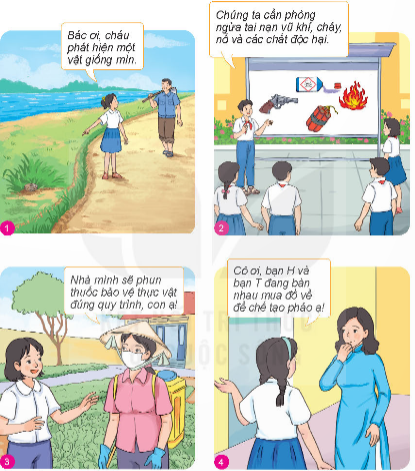 Bác ơi, cháu
phát hiện một
vật giống mìn.
1
Chúng ta cần phòng
ngừa tai nạn vũ khí, cháy,
nổ và các chất độc hại.
2
Nhà mình sẽ phun
thuốc bảo vệ thực vật
đúng quy trình, con ạ!
3
Cô ơi, bạn H và
bạn T đang bàn
nhau mua đồ về
để chế tạo pháo ạ!
4